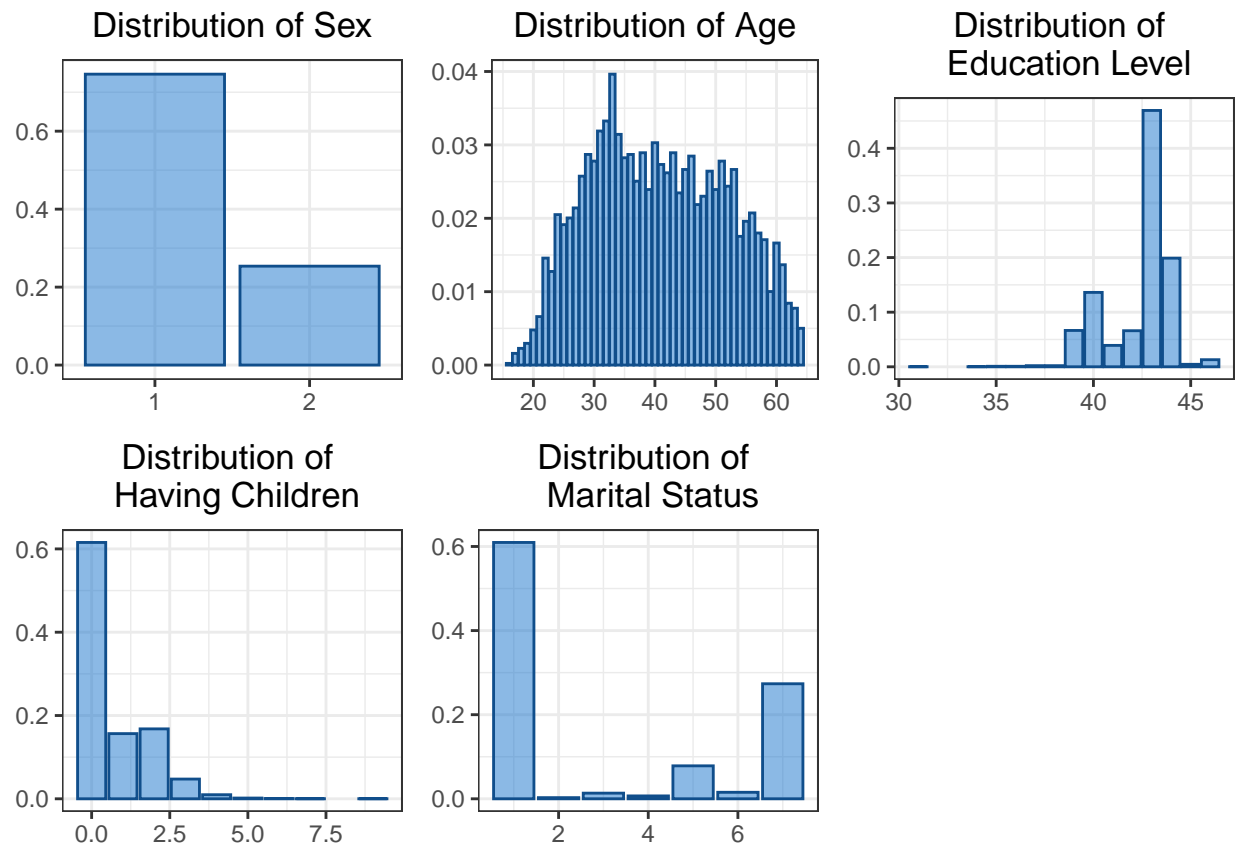 Distribution of Sex
0.6
0.4
0.2
0.0
1 2
Distribution of Age
0.04
0.03
0.02
0.01
0.00
20 30 40 50 60
Distribution of
Education Level
0.4
0.3
0.2
0.1
0.0
30 35 40 45
Distribution of
Having Children
0.6
0.4
0.2
0.0
0.0 2.5 5.0 7.5
Distribution of
Marital Status
0.6
0.4
0.2
0.0
2 4 6